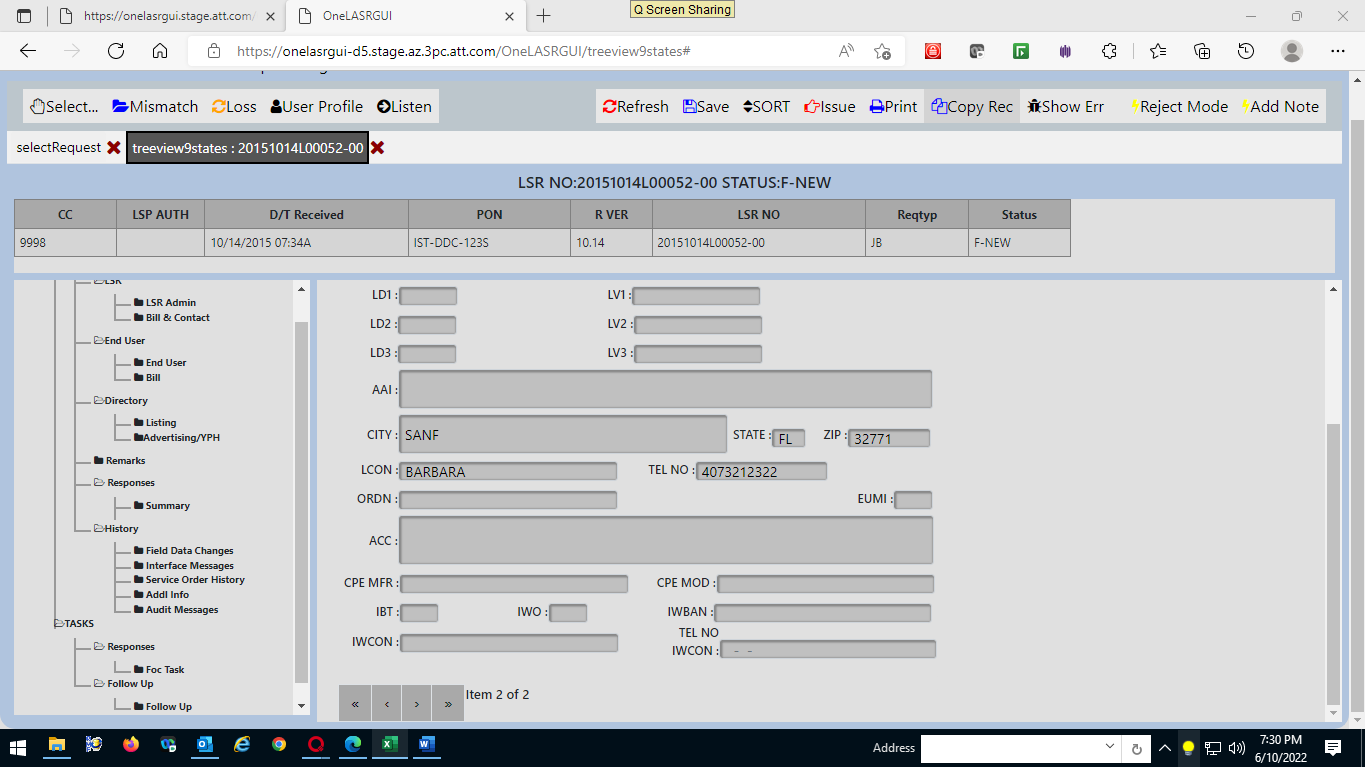 Q Screen Sharing
https://onelasrgui.stage.att.com/
OneLASRGUI
https://onelasrgui-d5.stage.az.3pc.att.com/OneLASRGUI/treeview9states#
Select... Mismatch Loss User Profile Listen
Refresh Save SORT Issue Print Copy Rec Show Err Reject Mode Add Note
selectRequest treeview9states : 20151014L00052-00
LSR NO:20151014L00052-00 STATUS:F-NEW
CC LSP AUTH D/T Received PON R VER LSR NO Reqtyp Status
9998 10/14/2015 07:34A IST-DDC-123S 10.14 20151014L00052-00 JB F-NEW
LSR
LSR Admin
Bill & Contact
End User
End User
Bill
Directory
Listing
Advertising/YPH
Remarks
Responses
Summary
History
Field Data Changes
Interface Messages
Service Order History
Addl Info
Audit Messages
TASKS
Responses
Foc Task
Follow Up
Follow Up
LD1 : LV1 :
LD2 : LV2 :
LD3 : LV3 :
AAI :
CITY : SANF STATE : FL ZIP : 32771
LCON : BARBARA TEL NO : 4073212322
ORDN : EUMI :
ACC :
CPE MFR : CPE MOD :
IBT : IWO : IWBAN :
IWCON : TEL NO IWCON : - -
« ‹ › » Item 2 of 2
Address
7:30 PM
6/10/2022